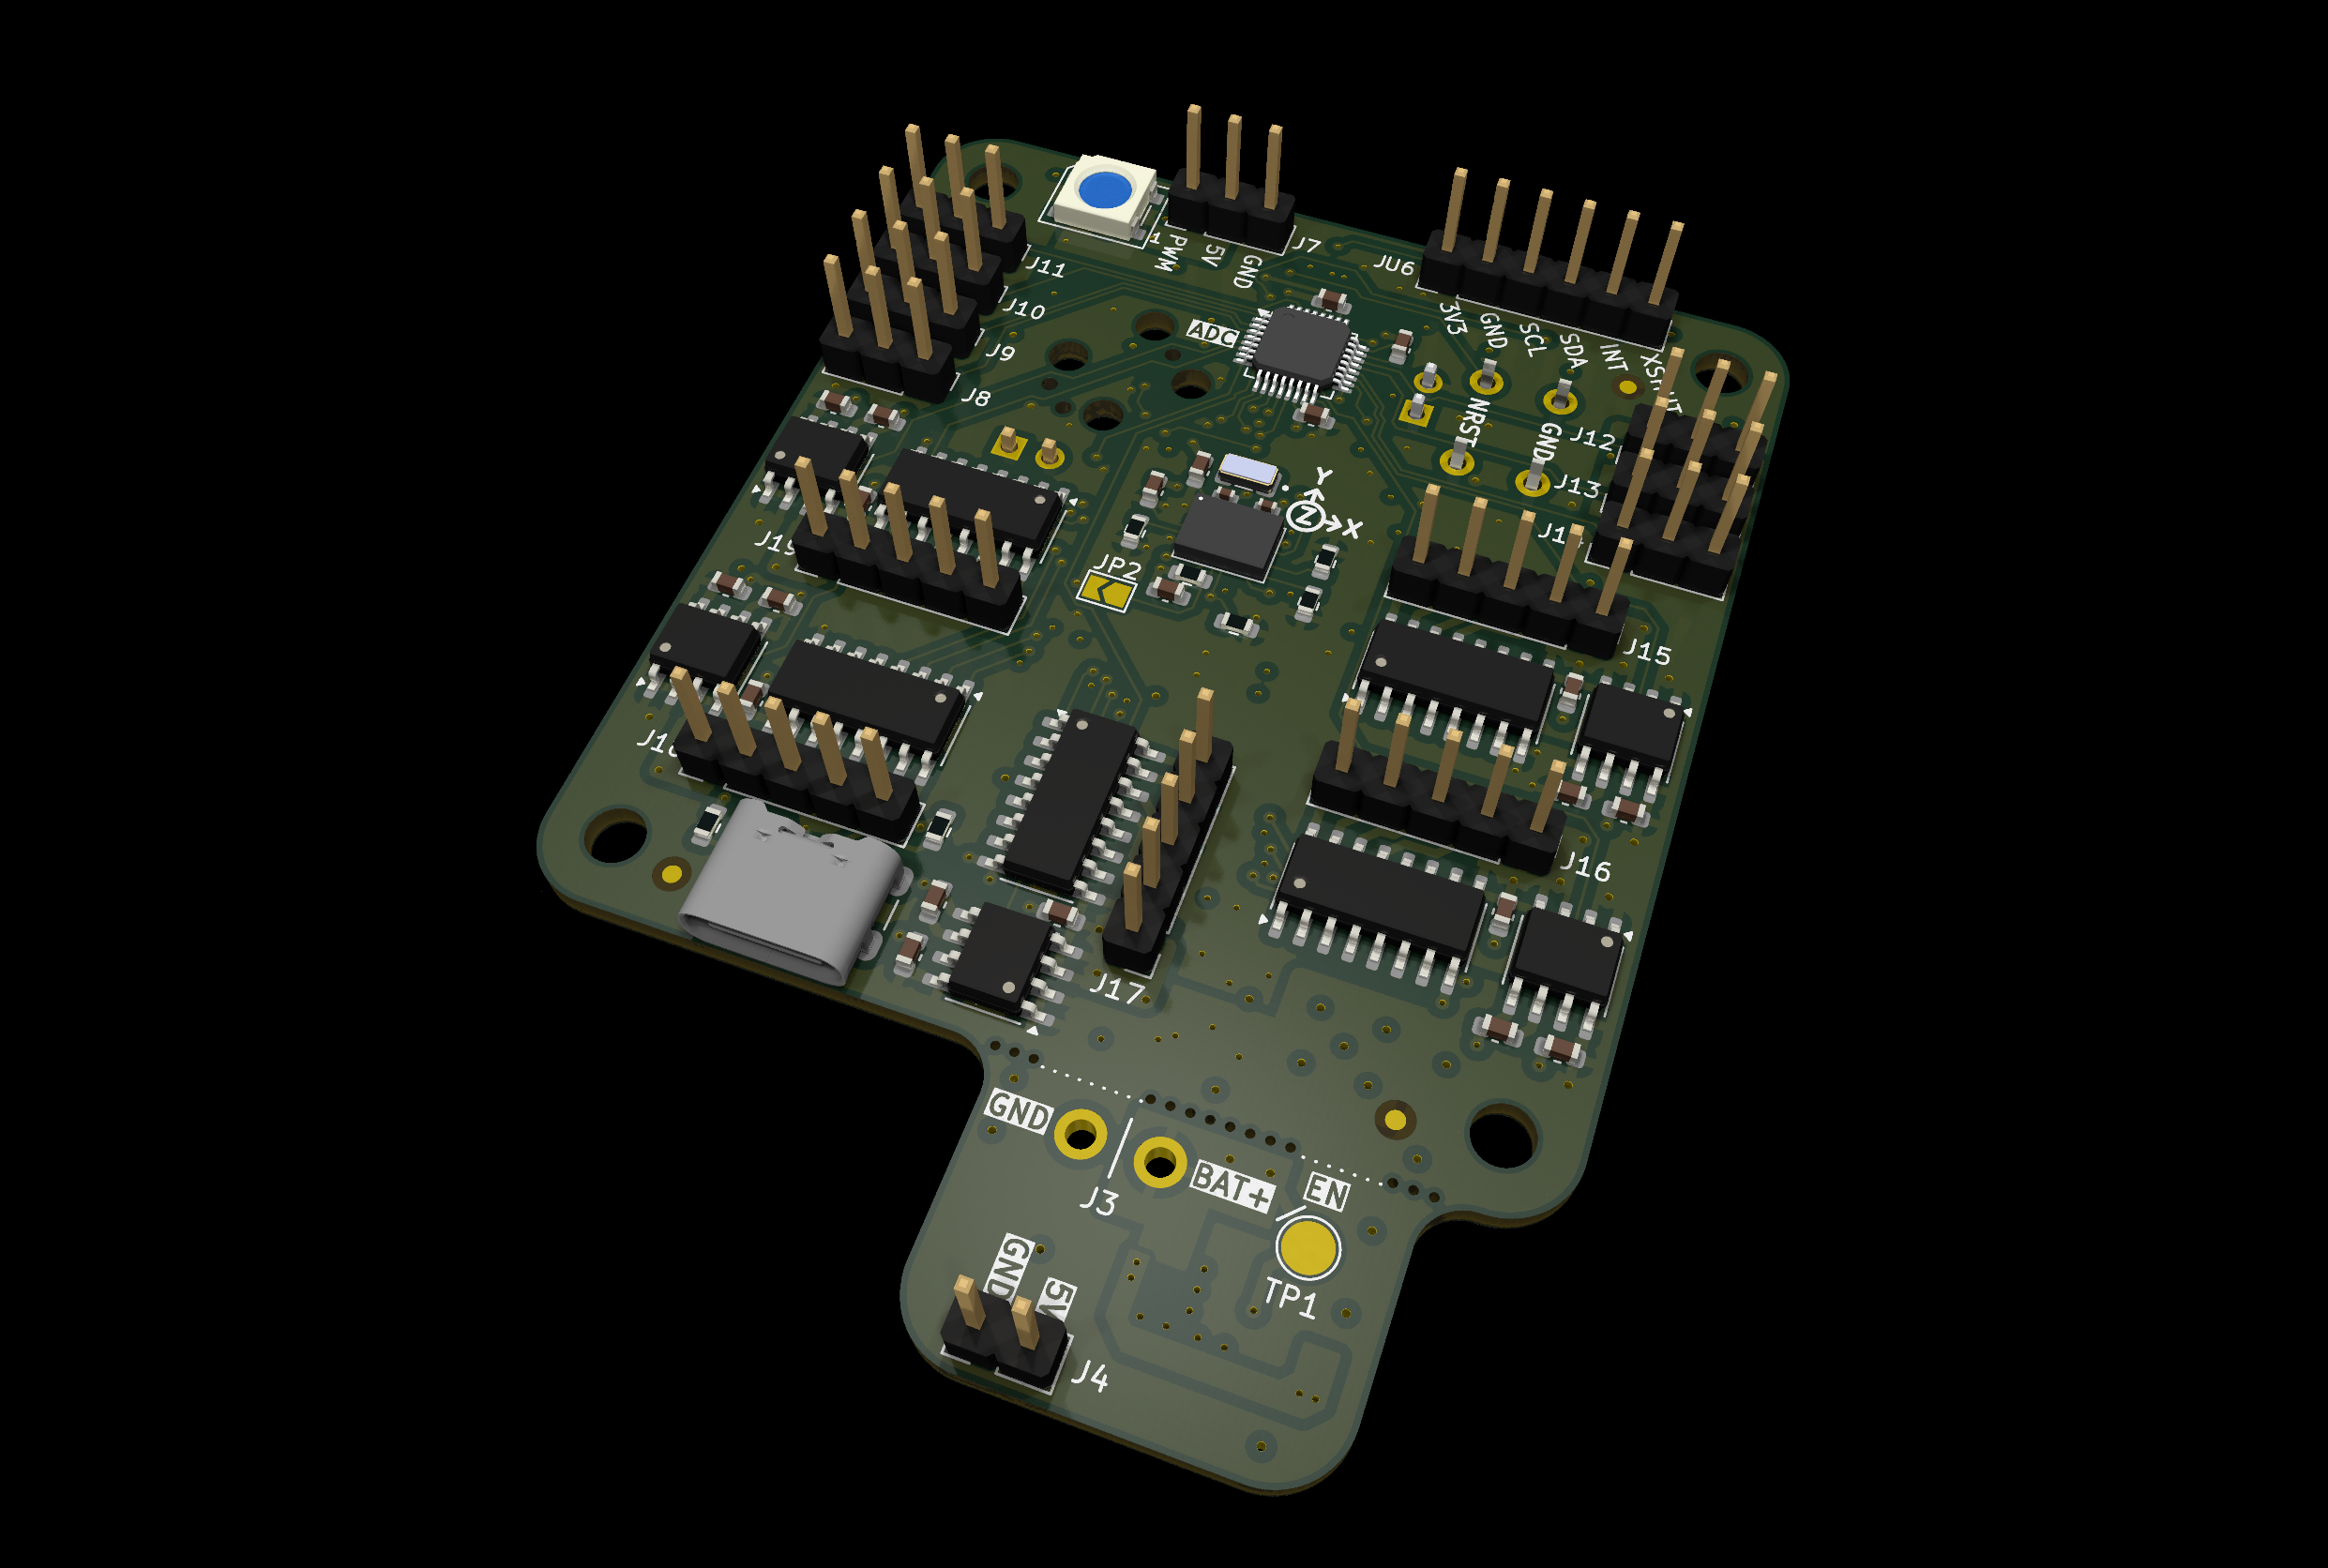 1
PWM
5V
GND
J7
JU6
J11
J10
J9
J8
ADC
3V3
GND
SCL
SDA
INT
NRST
GND
J12
J13
Y
Z
X
JP2
J19
J15
J16
J17
GND
BAT+
EN
J3
GND
5V
TP1
J4